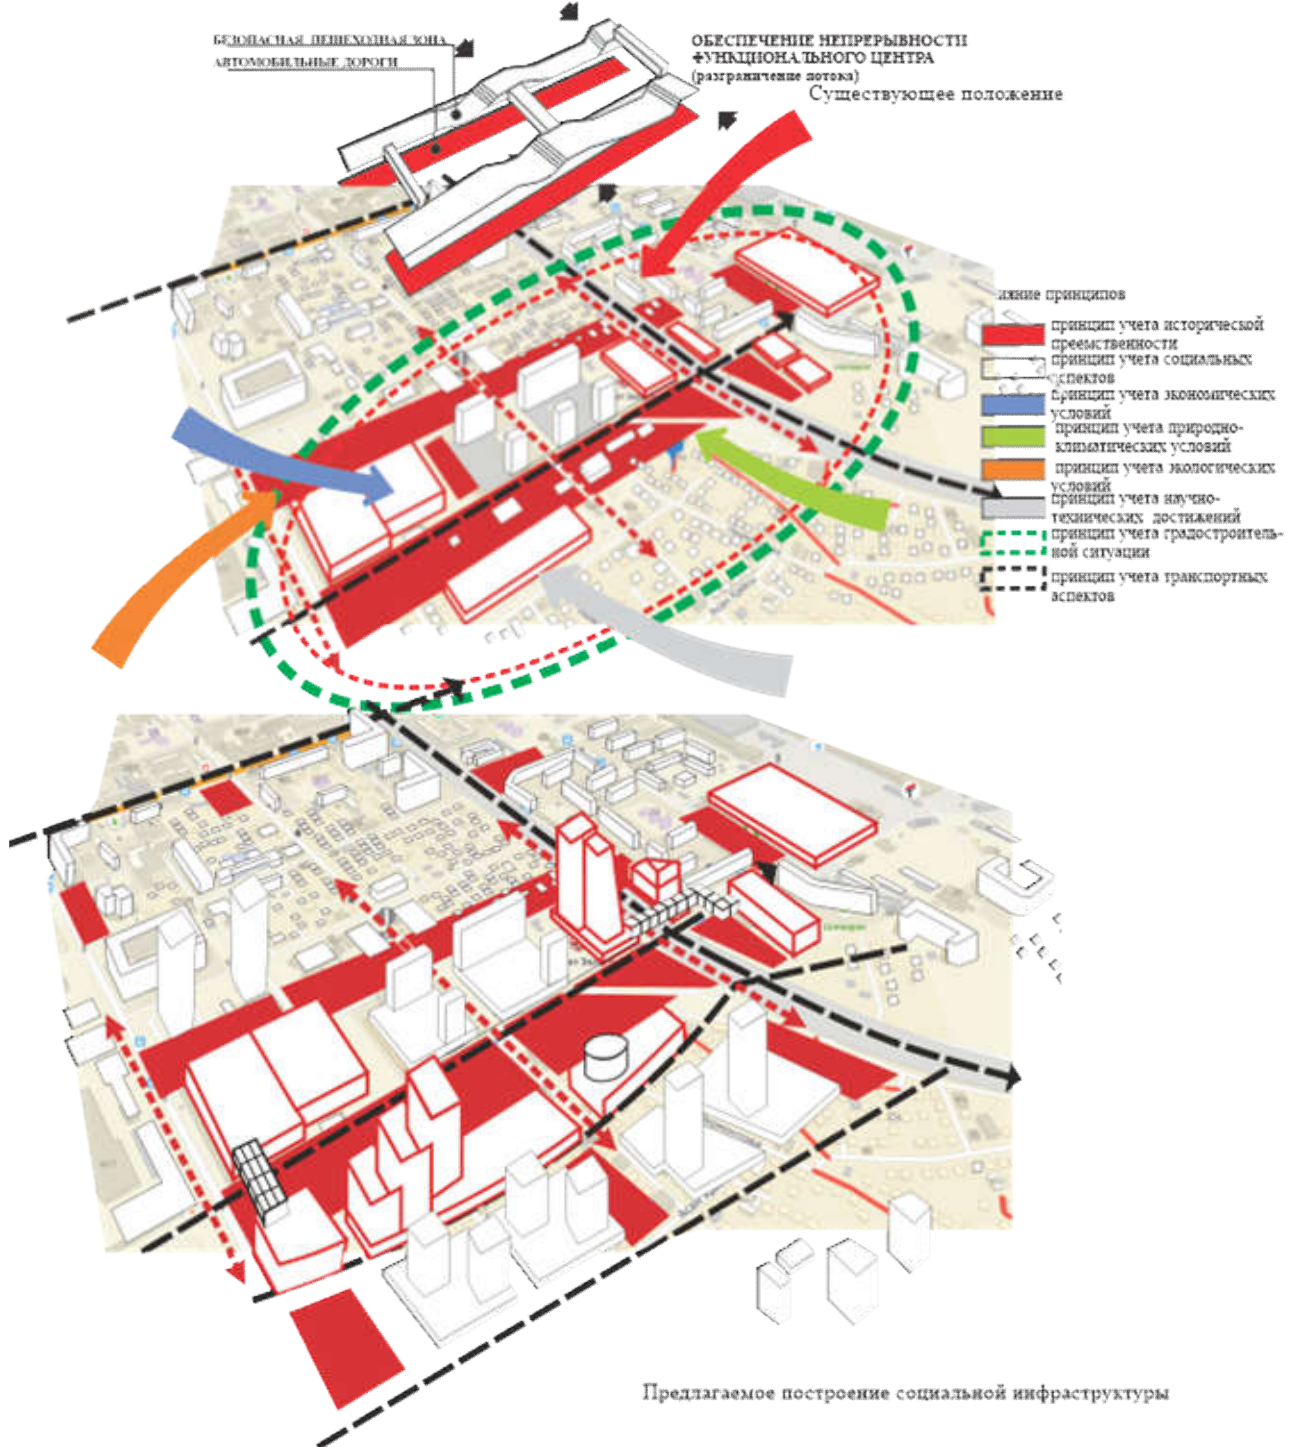 БЕЗОПАСНАЯ ПЕШЕХОДНАЯ ЗОНА
АВТОМОБИЛЬНЫЕ ДОРОГИ
ОБЕСПЕЧЕНИЕ НЕПРЕРЫВНОСТИ
ФУНКЦИОНАЛЬНОГО ЦЕНТРА
(разграничение потока)
Существующее положение
ияние принципов
принцип учета исторической
преемственности
принцип учета социальных
аспектов
принцип учета экономических
условий
принцип учета природно-
климатических условий
принцип учета экологических
условий
принцип учета научно-
технических достижений
принцип учета градостроитель-
ной ситуации
принцип учета транспортных
аспектов
Предлагаемое построение социальной инфраструктуры